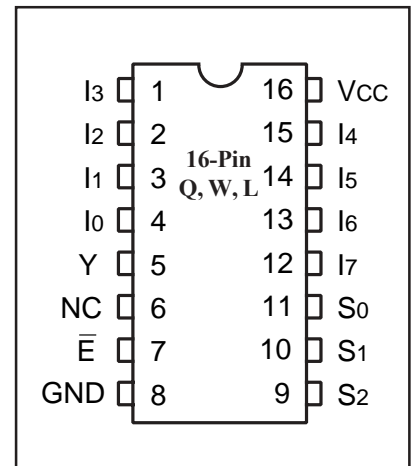 I3 1 16 VCC
I2 2 15 I4
16-Pin
I1 3 14 I5
Q, W, L
I0 4 13 I6
Y 5 12 I7
NC 6 11 S0
E̅ 7 10 S1
GND 8 9 S2